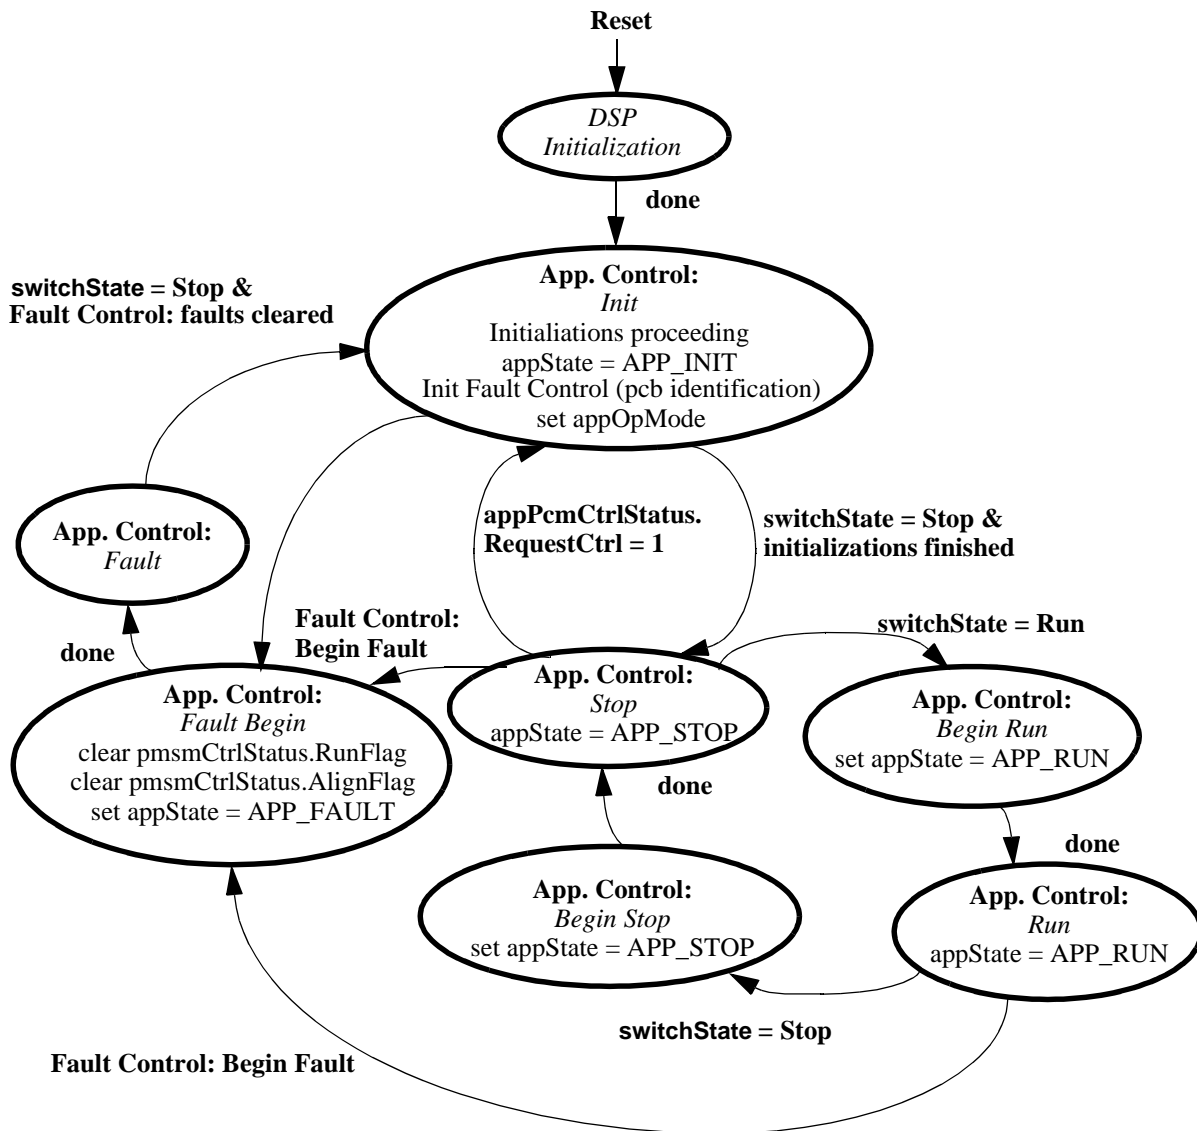 Reset
DSP
Initialization
done
App. Control:
Init
Initialiations proceeding
appState = APP_INIT
Init Fault Control (pcb identification)
set appOpMode
switchState = Stop &
Fault Control: faults cleared
App. Control:
Fault
appPcmCtrlStatus.
RequestCtrl = 1
switchState = Stop &
initializations finished
Fault Control:
Begin Fault
switchState = Run
done
App. Control:
Fault Begin
clear pmsmCtrlStatus.RunFlag
clear pmsmCtrlStatus.AlignFlag
set appState = APP_FAULT
App. Control:
Stop
appState = APP_STOP
App. Control:
Begin Run
set appState = APP_RUN
done
done
App. Control:
Begin Stop
set appState = APP_STOP
App. Control:
Run
appState = APP_RUN
switchState = Stop
Fault Control: Begin Fault